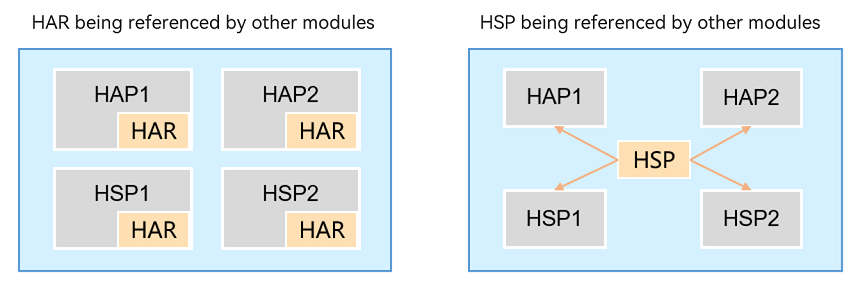 HAR being referenced by other modules
HAP1
HAR
HAP2
HAR
HSP1
HAR
HSP2
HAR
HSP being referenced by other modules
HAP1
HAP2
HSP
HSP1
HSP2